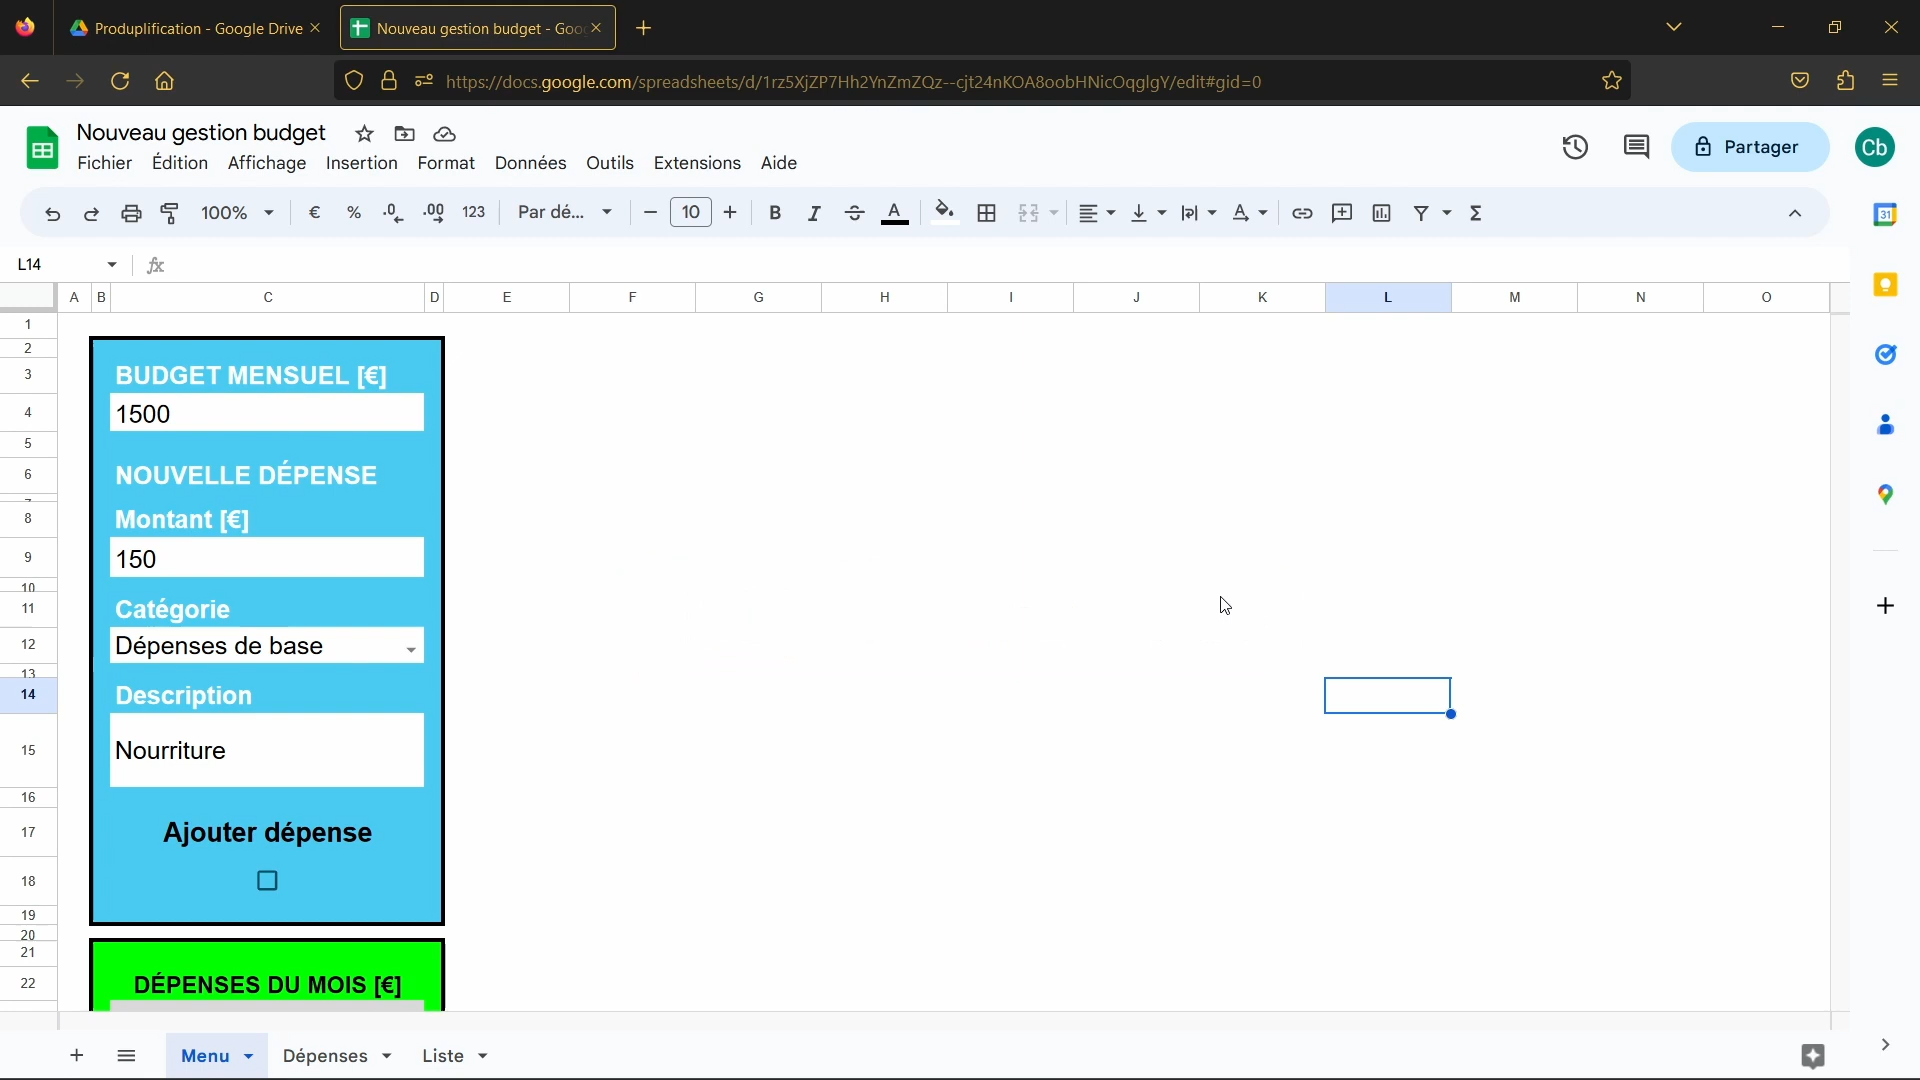 Produplification - Google Drive
Nouveau gestion budget - Goo
https://docs.google.com/spreadsheets/d/1rz5XjZP7Hh2YnZmZQz--cjt24nKOA8oobHNicOqglgY/edit#gid=0
Nouveau gestion budget
Fichier Édition Affichage Insertion Format Données Outils Extensions Aide
Partager
Cb
100% € % .0 .00 123 Par dé... 10 B I A A Σ
31
L14 fx
A B C D E F G H I J K L M N O
1
2
3 BUDGET MENSUEL [€]
4 1500
5
6 NOUVELLE DÉPENSE
8 Montant [€]
9 150
10
11 Catégorie
12 Dépenses de base
13
14 Description
15 Nourriture
16
17 Ajouter dépense
18
19
20
21
22 DÉPENSES DU MOIS [€]
Menu Dépenses Liste